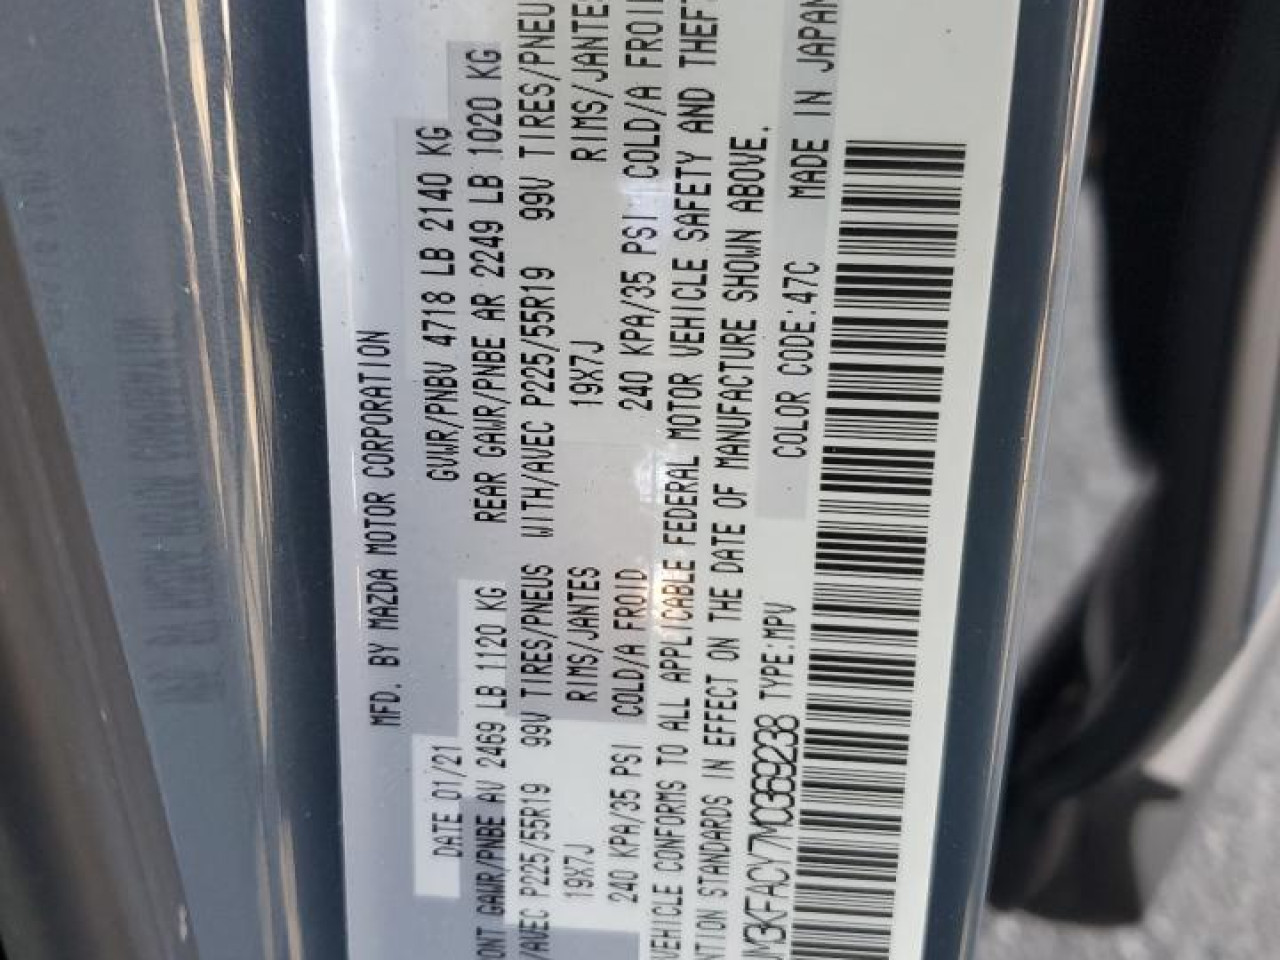 MFD. BY MAZDA MOTOR CORPORATION
DATE 01/21 GVWR/PNBV 4718 LB 2140 KG
ONT GAWR/PNBE AV 2469 LB 1120 KG REAR GAWR/PNBE AR 2249 LB 1020 KG
/AVEC P225/55R19 99V TIRES/PNEUS WITH/AVEC P225/55R19 99V TIRES/PNEU
19X7J RIMS/JANTES 19X7J RIMS/JANTE
240 KPA/35 PSI COLD/A FROID 240 KPA/35 PSI COLD/A FROI
VEHICLE CONFORMS TO ALL APPLICABLE FEDERAL MOTOR VEHICLE SAFETY AND THEF
NTION STANDARDS IN EFFECT ON THE DATE OF MANUFACTURE SHOWN ABOVE.
JM3KFACY7M0369238 TYPE:MPV COLOR CODE:47C MADE IN JAPAN